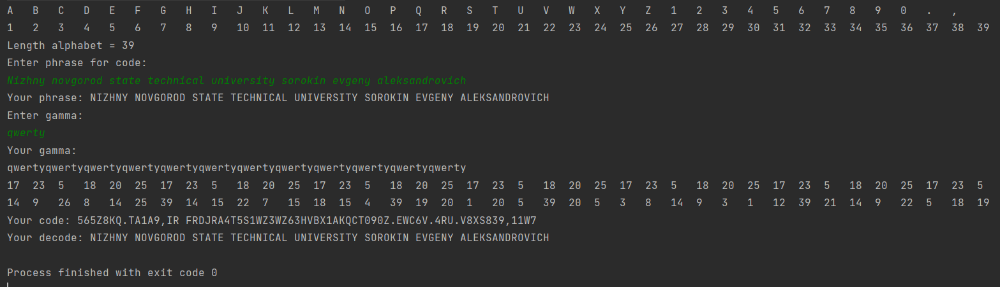 A B C D E F G H I J K L M N O P Q R S T U V W X Y Z 1 2 3 4 5 6 7 8 9 0 . ,
1 2 3 4 5 6 7 8 9 10 11 12 13 14 15 16 17 18 19 20 21 22 23 24 25 26 27 28 29 30 31 32 33 34 35 36 37 38 39
Length alphabet = 39
Enter phrase for code:
Nizhny novgorod state technical university sorokin evgeny aleksandrovich
Your phrase: NIZHNY NOVGOROD STATE TECHNICAL UNIVERSITY SOROKIN EVGENY ALEKSANDROVICH
Enter gamma:
qwerty
Your gamma:
qwertyqwertyqwertyqwertyqwertyqwertyqwertyqwertyqwertyqwertyqwertyqwerty
17 23 5 18 20 25 17 23 5 18 20 25 17 23 5 18 20 25 17 23 5 18 20 25 17 23 5 18 20 25 17 23 5 18 20 25 17 23 5
14 9 26 8 14 25 39 14 15 22 7 15 18 15 4 39 19 20 1 20 5 39 20 5 3 8 14 9 3 1 12 39 21 14 9 22 5 18 19
Your code: 565Z8KQ.TA1A9,IR FRDJRA4T5S1WZ3WZ63HVBX1AKQCT090Z.EWC6V.4RU.V8XS839,11W7
Your decode: NIZHNY NOVGOROD STATE TECHNICAL UNIVERSITY SOROKIN EVGENY ALEKSANDROVICH
Process finished with exit code 0